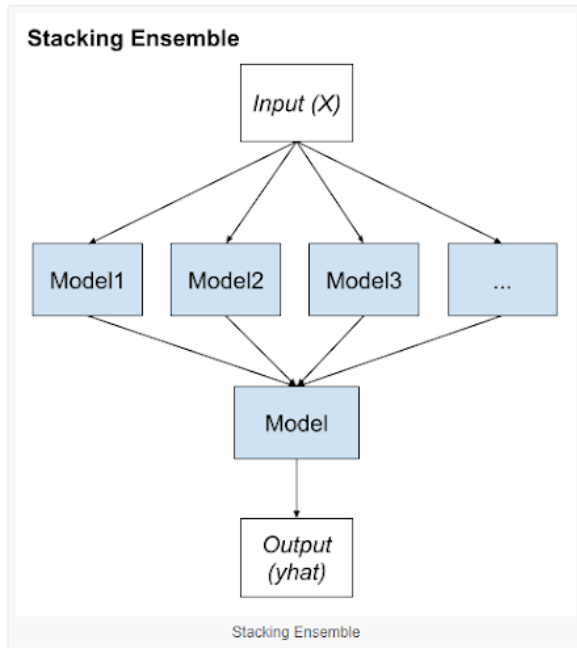 Stacking Ensemble
Input (X)
Model1
Model2
Model3
...
Model
Output
(yhat)
Stacking Ensemble